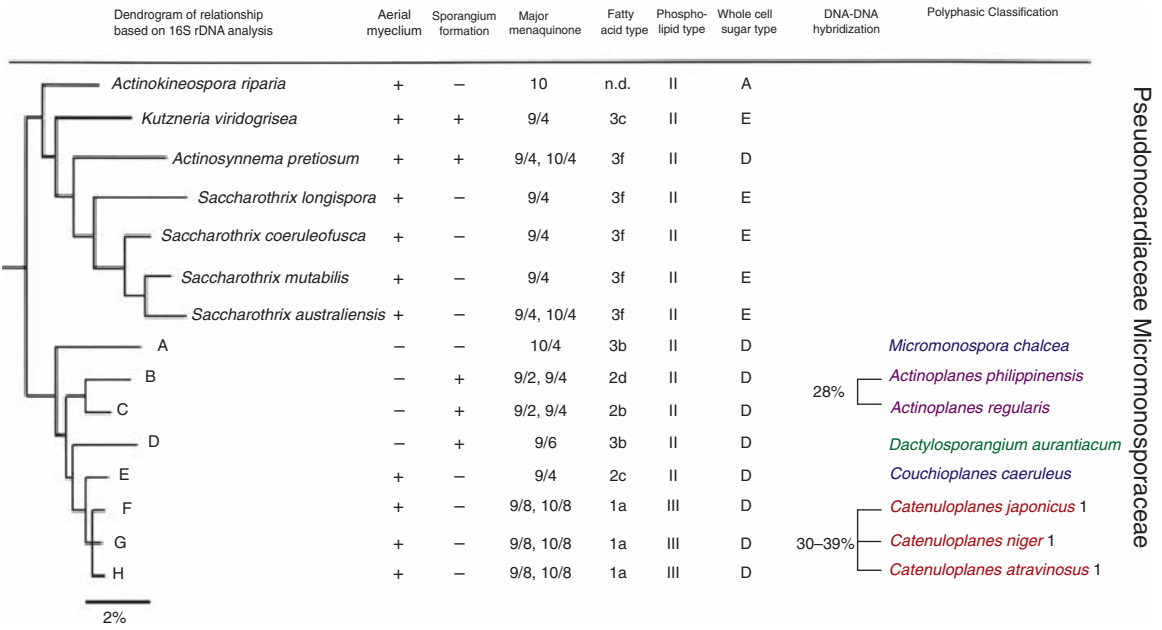 Dendrogram of relationship based on 16S rDNA analysis
Aerial myeclium
Sporangium formation
Major menaquinone
Fatty acid type
Phospho-lipid type
Whole cell sugar type
DNA-DNA hybridization
Polyphasic Classification
Actinokineospora riparia + − 10 n.d. II A
Kutzneria viridogrisea + + 9/4 3c II E
Actinosynnema pretiosum + + 9/4, 10/4 3f II D
Saccharothrix longispora + − 9/4 3f II E
Saccharothrix coeruleofusca + − 9/4 3f II E
Saccharothrix mutabilis + − 9/4 3f II E
Saccharothrix australiensis + − 9/4, 10/4 3f II E
A − − 10/4 3b II D Micromonospora chalcea
B − + 9/2, 9/4 2d II D Actinoplanes philippinensis
28%
C − + 9/2, 9/4 2b II D Actinoplanes regularis
D − + 9/6 3b II D Dactylosporangium aurantiacum
E + − 9/4 2c II D Couchioplanes caeruleus
F + − 9/8, 10/8 1a III D Catenuloplanes japonicus 1
G + − 9/8, 10/8 1a III D 30–39% Catenuloplanes niger 1
H + − 9/8, 10/8 1a III D Catenuloplanes atravinosus 1
2%
Pseudonocardiaceae Micromonosporaceae